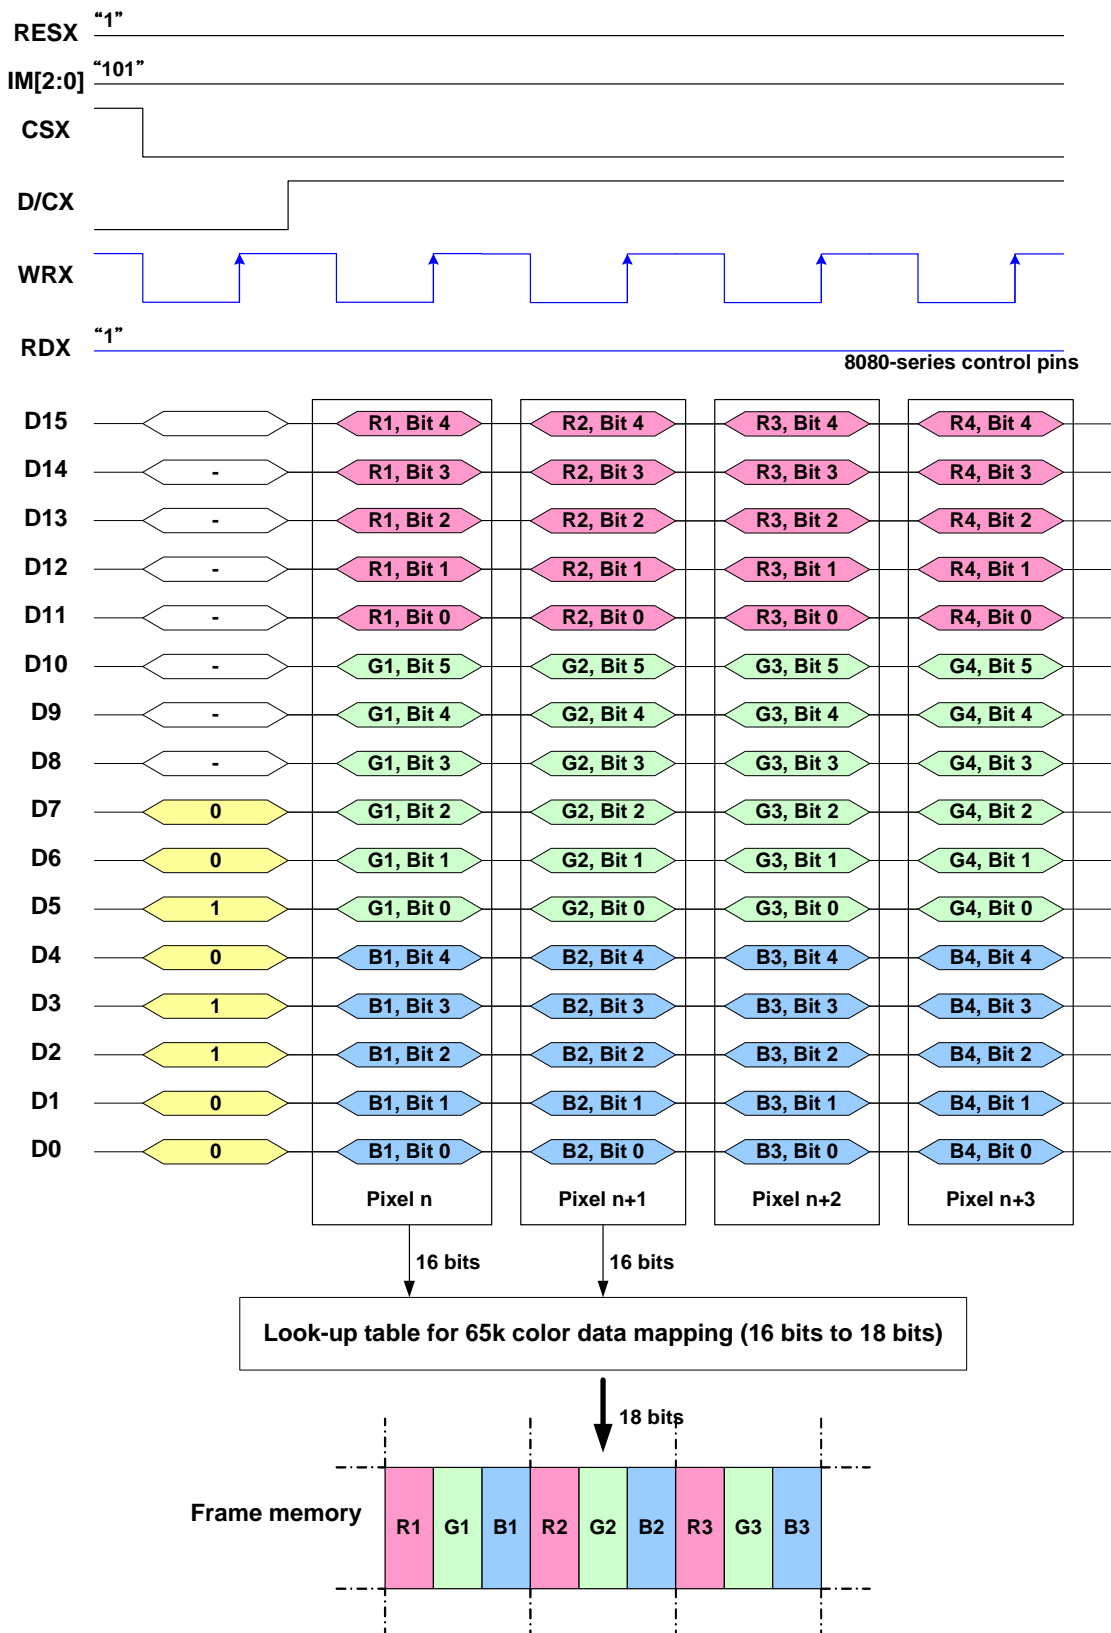 RESX "1"
IM[2:0] "101"
CSX
D/CX
WRX
RDX "1"
8080-series control pins
D15 R1, Bit 4 R2, Bit 4 R3, Bit 4 R4, Bit 4
D14 - R1, Bit 3 R2, Bit 3 R3, Bit 3 R4, Bit 3
D13 - R1, Bit 2 R2, Bit 2 R3, Bit 2 R4, Bit 2
D12 - R1, Bit 1 R2, Bit 1 R3, Bit 1 R4, Bit 1
D11 - R1, Bit 0 R2, Bit 0 R3, Bit 0 R4, Bit 0
D10 - G1, Bit 5 G2, Bit 5 G3, Bit 5 G4, Bit 5
D9 - G1, Bit 4 G2, Bit 4 G3, Bit 4 G4, Bit 4
D8 - G1, Bit 3 G2, Bit 3 G3, Bit 3 G4, Bit 3
D7 0 G1, Bit 2 G2, Bit 2 G3, Bit 2 G4, Bit 2
D6 0 G1, Bit 1 G2, Bit 1 G3, Bit 1 G4, Bit 1
D5 1 G1, Bit 0 G2, Bit 0 G3, Bit 0 G4, Bit 0
D4 0 B1, Bit 4 B2, Bit 4 B3, Bit 4 B4, Bit 4
D3 1 B1, Bit 3 B2, Bit 3 B3, Bit 3 B4, Bit 3
D2 1 B1, Bit 2 B2, Bit 2 B3, Bit 2 B4, Bit 2
D1 0 B1, Bit 1 B2, Bit 1 B3, Bit 1 B4, Bit 1
D0 0 B1, Bit 0 B2, Bit 0 B3, Bit 0 B4, Bit 0
Pixel n Pixel n+1 Pixel n+2 Pixel n+3
16 bits 16 bits
Look-up table for 65k color data mapping (16 bits to 18 bits)
18 bits
Frame memory R1 G1 B1 R2 G2 B2 R3 G3 B3